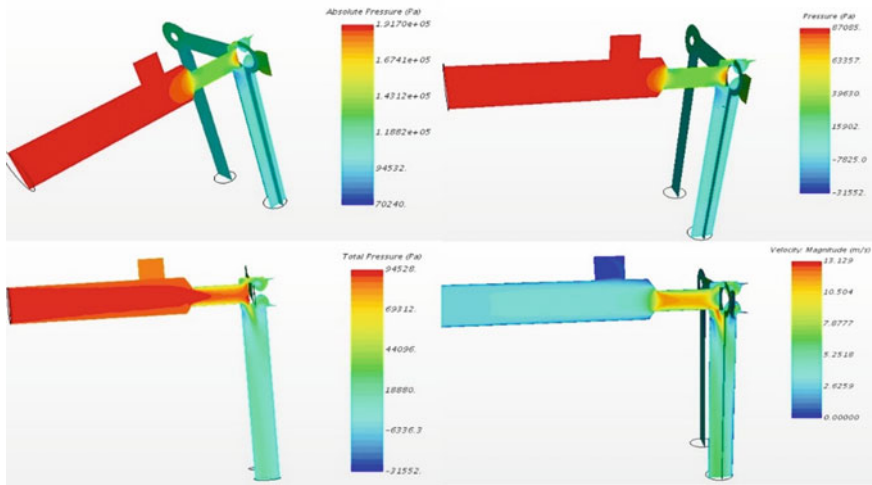 Absolute Pressure (Pa)
1.9170e+05
1.6741e+05
1.4312e+05
1.1882e+05
94532.
70240.
Pressure (Pa)
87085.
63357.
39630.
15902.
-7825.0
-31552.
Total Pressure (Pa)
94528.
69312.
44096.
18880.
-6336.3
-31552.
Velocity: Magnitude (m/s)
13.129
10.504
7.8777
5.2518
2.6259
0.00000